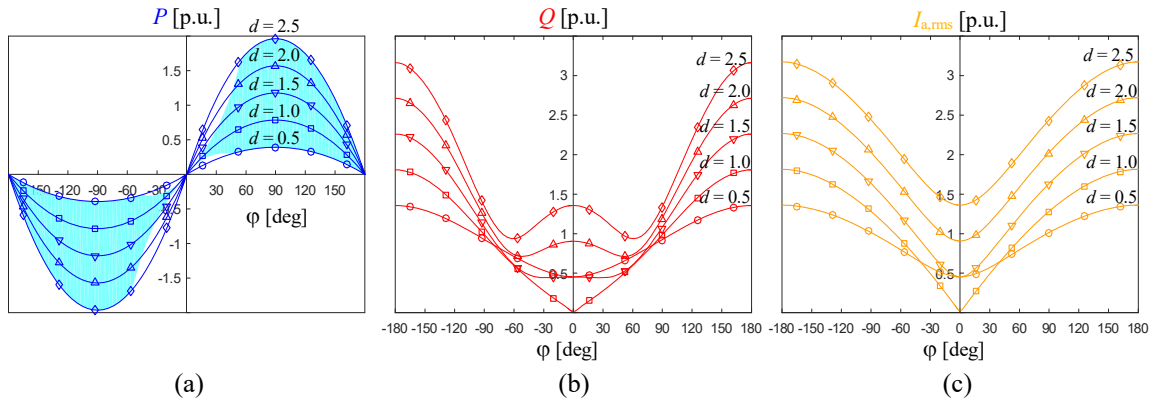 P [p.u.]
d = 2.5
d = 2.0
d = 1.5
d = 1.0
d = 0.5
1.5
1
0.5
-150 -120 -90 -60 -30
30 60 90 120 150
φ [deg]
-0.5
-1
-1.5
(a)
Q [p.u.]
3
2.5
2
1.5
1
0.5
d = 2.5
d = 2.0
d = 1.5
d = 1.0
d = 0.5
-180 -150 -120 -90 -60 -30 0 30 60 90 120 150 180
φ [deg]
(b)
Ia,rms [p.u.]
3
2.5
2
1.5
1
0.5
d = 2.5
d = 2.0
d = 1.5
d = 1.0
d = 0.5
-180 -150 -120 -90 -60 -30 0 30 60 90 120 150 180
φ [deg]
(c)